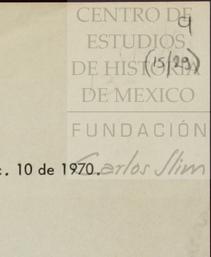 9
CENTRO DE
ESTUDIOS
(15/29)
DE HISTORIA
DE MEXICO
FUNDACIÓN
Carlos Slim
. 10 de 1970.